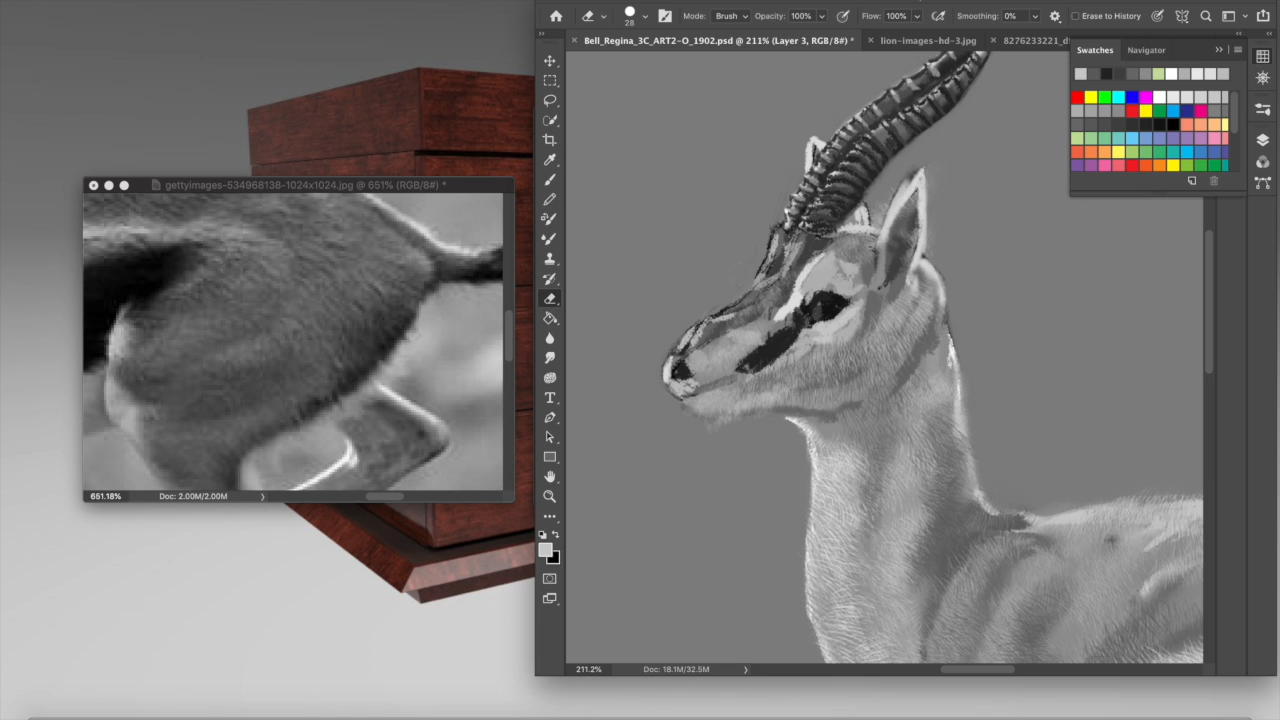 28
Mode: Brush Opacity: 100% Flow: 100% Smoothing: 0% Erase to History
Bell_Regina_3C_ART2-O_1902.psd @ 211% (Layer 3, RGB/8#) *
lion-images-hd-3.jpg
8276233221_d
Swatches Navigator
gettyimages-534968138-1024x1024.jpg @ 651% (RGB/8#) *
651.18% Doc: 2.00M/2.00M
211.2% Doc: 18.1M/32.5M